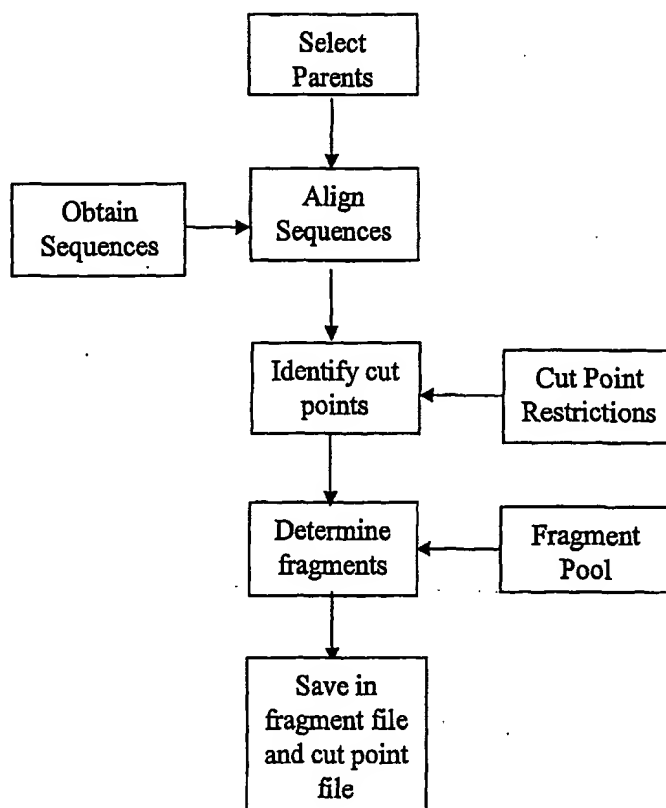 Select
Parents
Obtain
Sequences
Align
Sequences
Identify cut
points
Cut Point
Restrictions
Determine
fragments
Fragment
Pool
Save in
fragment file
and cut point
file